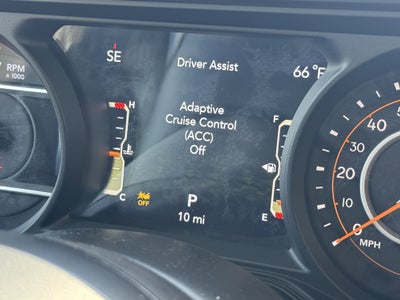 RPM
x 1000
SE
Driver Assist
66°F
H
Adaptive
Cruise Control
(ACC)
Off
F
C
OFF
P
10 mi
E
40
30
20
10
0
MPH